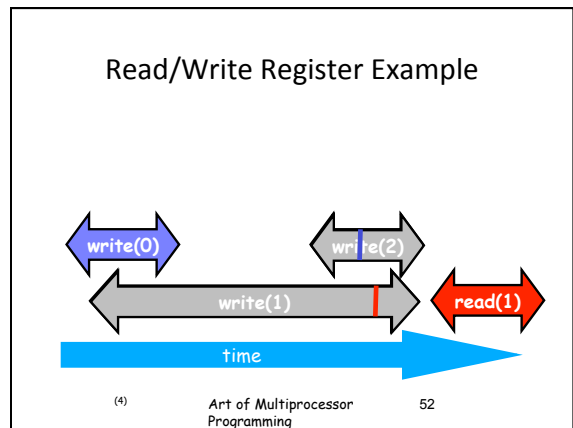 Read/Write Register Example
write(0)
write(2)
write(1)
read(1)
time
(4)
Art of Multiprocessor
Programming
52